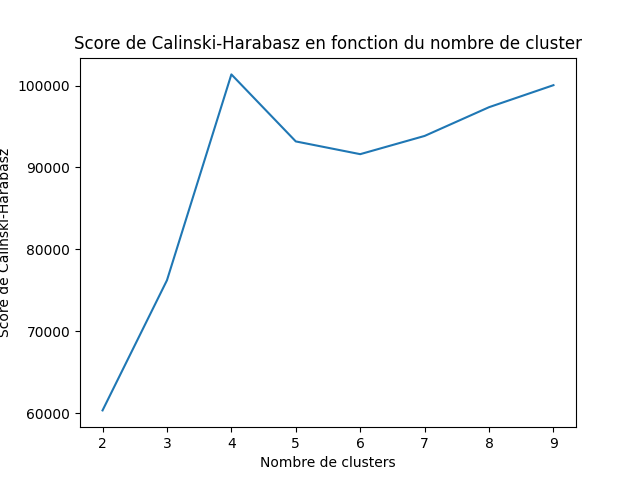 Score de Calinski-Harabasz en fonction du nombre de cluster
Score de Calinski-Harabasz
100000
90000
80000
70000
60000
2 3 4 5 6 7 8 9
Nombre de clusters